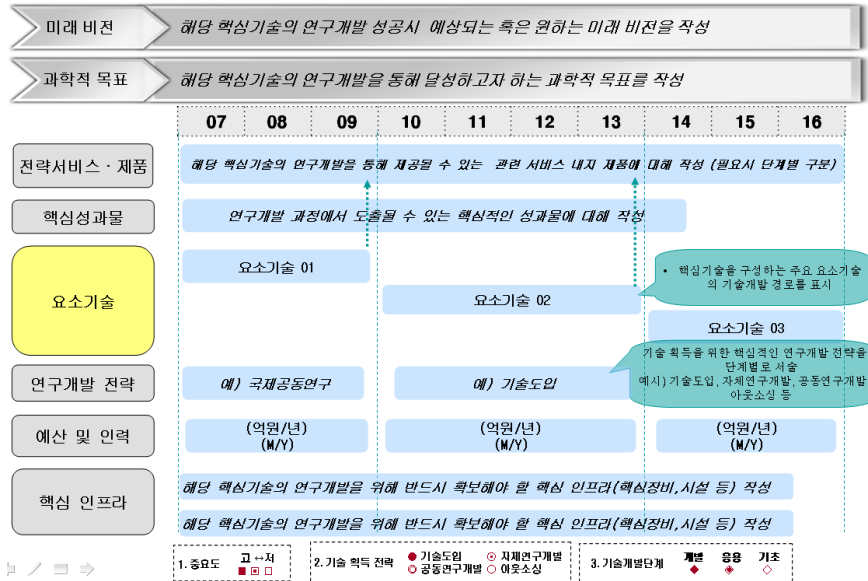 미래 비전
해당 핵심기술의 연구개발 성공시 예상되는 혹은 원하는 미래 비전을 작성
과학적 목표
해당 핵심기술의 연구개발을 통해 달성하고자 하는 과학적 목표를 작성
07 08 09 10 11 12 13 14 15 16
전략서비스 · 제품
해당 핵심기술의 연구개발을 통해 제공될 수 있는 관련 서비스 내지 제품에 대해 작성 (필요시 단계별 구분)
핵심성과물
연구개발 과정에서 도출될 수 있는 핵심적인 성과물에 대해 작성
요소기술
요소기술 01
요소기술 02
• 핵심기술을 구성하는 주요 요소기술
의 기술개발 경로를 표시
요소기술 03
연구개발 전략
예) 국제공동연구
예) 기술도입
기술 획득을 위한 핵심적인 연구개발 전략을
단계별로 서술
예시) 기술도입, 자체연구개발, 공동연구개발
아웃소싱 등
예산 및 인력
(억원/년)
(M/Y)
(억원/년)
(M/Y)
(억원/년)
(M/Y)
핵심 인프라
해당 핵심기술의 연구개발을 위해 반드시 확보해야 할 핵심 인프라(핵심장비,시설 등) 작성
해당 핵심기술의 연구개발을 위해 반드시 확보해야 할 핵심 인프라(핵심장비,시설 등) 작성
1. 중요도 고 ↔ 저
2. 기술 획득 전략 기술도입 자체연구개발
공동연구개발 아웃소싱
3. 기술개발단계 개발 응용 기초